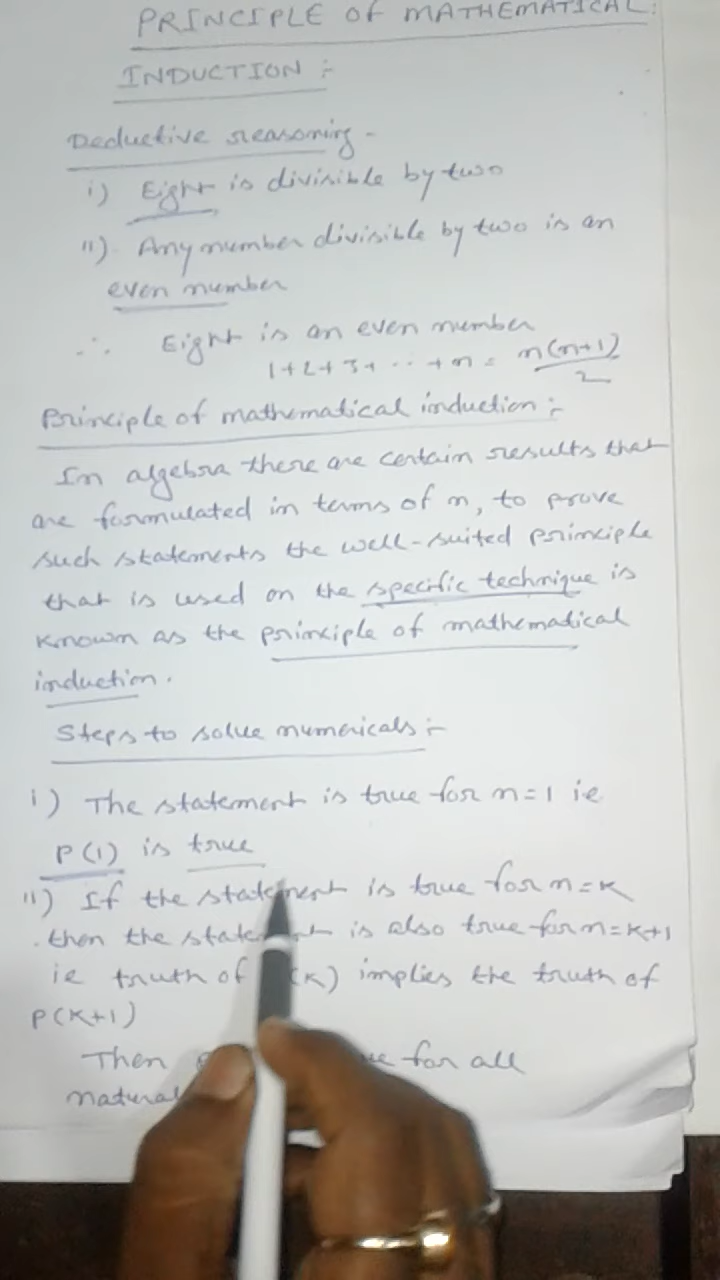 PRINCIPLE OF MATHEMATICAL
INDUCTION :-
Deductive reasoning -
i) Eight is divisible by two
ii). Any number divisible by two is an
even number
∴ Eight is an even number
1+2+3+ ··· +n = n(n+1)/2
Principle of mathematical induction :-
In algebra there are certain results that
are formulated in terms of n, to prove
such statements the well-suited principle
that is used on the specific technique is
known as the principle of mathematical
induction.
Steps to solve numericals :-
i) The statement is true for n=1 ie
P(1) is true
ii) If the statement is true for n=k
then the is also true for n=k+1
ie truth of (k) implies the truth of
P(k+1)
Then for all
natural